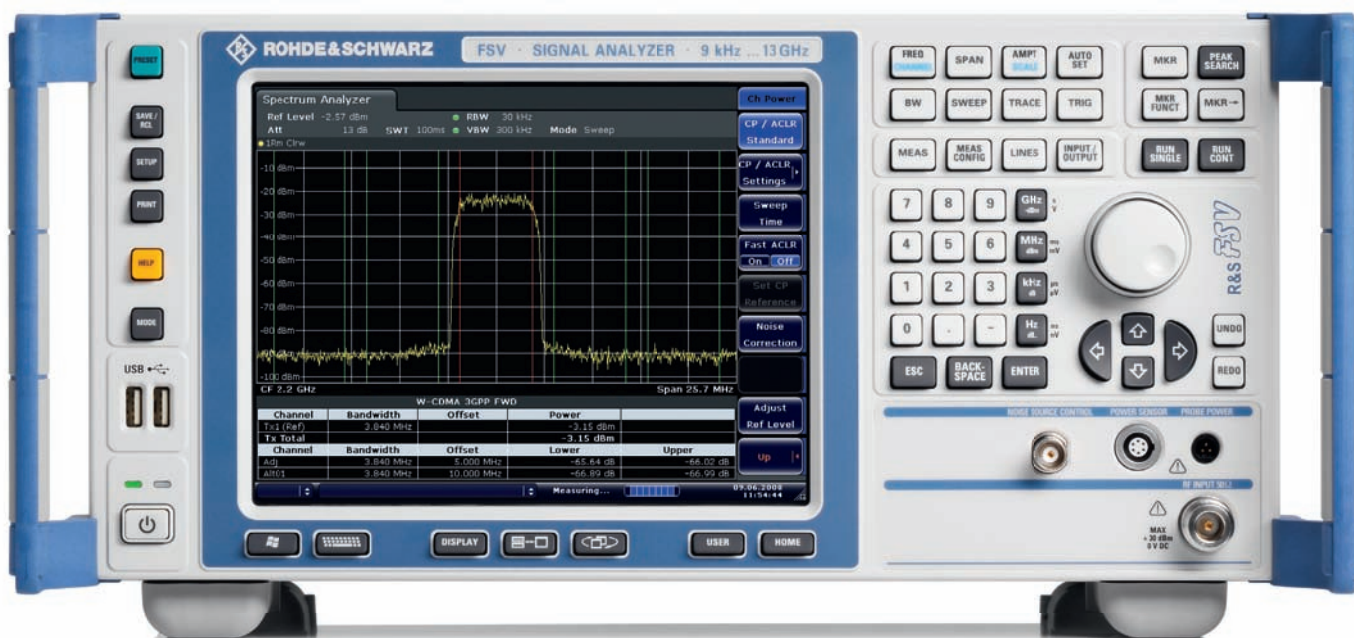 ROHDE&SCHWARZ
FSV · SIGNAL ANALYZER · 9 kHz ... 13 GHz
PRESET
SAVE / RCL
SETUP
PRINT
HELP
MODE
USB
Spectrum Analyzer
Ref Level -2.57 dBm
RBW 30 kHz
Att 13 dB SWT 100ms VBW 300 kHz Mode Sweep
1Rm Clrw
-10 dBm
-20 dBm
-30 dBm
-40 dBm
-50 dBm
-60 dBm
-70 dBm
-80 dBm
-100 dBm
CF 2.2 GHz
Span 25.7 MHz
W-CDMA 3GPP FWD
Channel Bandwidth Offset Power
Tx1 (Ref) 3.840 MHz -3.15 dBm
Tx Total -3.15 dBm
Channel Bandwidth Offset Lower Upper
Adj 3.840 MHz 5.000 MHz -65.64 dB -66.02 dB
Alt01 3.840 MHz 10.000 MHz -66.89 dB -66.99 dB
Measuring...
09.06.2008
11:54:44
Ch Power
CP / ACLR
Standard
CP / ACLR
Settings
Sweep
Time
Fast ACLR
On Off
Set CP
Reference
Noise
Correction
Adjust
Ref Level
Up
DISPLAY
USER
HOME
FREQ
CHANNEL
SPAN
AMPT
SCALE
AUTO
SET
MKR
PEAK
SEARCH
BW
SWEEP
TRACE
TRIG
MKR
FUNCT
MKR→
MEAS
MEAS
CONFIG
LINES
INPUT /
OUTPUT
RUN
SINGLE
RUN
CONT
7 8 9 GHz
-dBm
s
V
4 5 6 MHz
dBm
ms
mV
1 2 3 kHz
dB
µs
µV
0 . − Hz
dB..
ns
nV
ESC
BACK-
SPACE
ENTER
UNDO
REDO
R&S FSV
NOISE SOURCE CONTROL
POWER SENSOR
PROBE POWER
RF INPUT 50Ω
MAX
+ 30 dBm
0 V DC